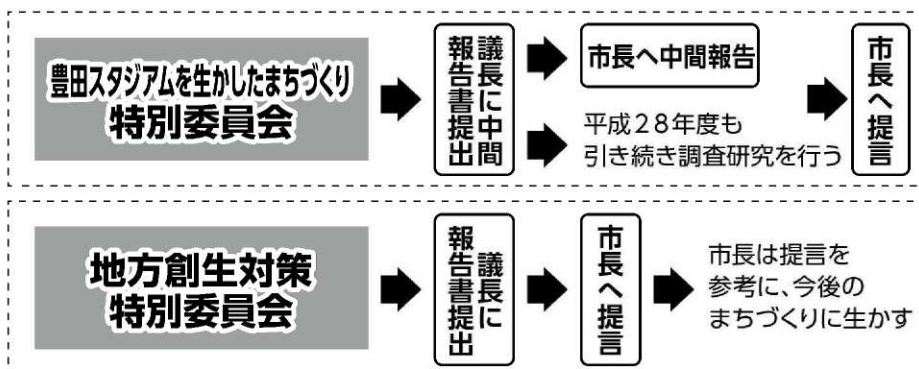 豊田スタジアムを生かしたまちづくり
特別委員会
議長に中間
報告書提出
市長へ中間報告
平成28年度も
引き続き調査研究を行う
市長へ提言
地方創生対策
特別委員会
議長に
報告書提出
市長へ提言
市長は提言を
参考に、今後の
まちづくりに生かす